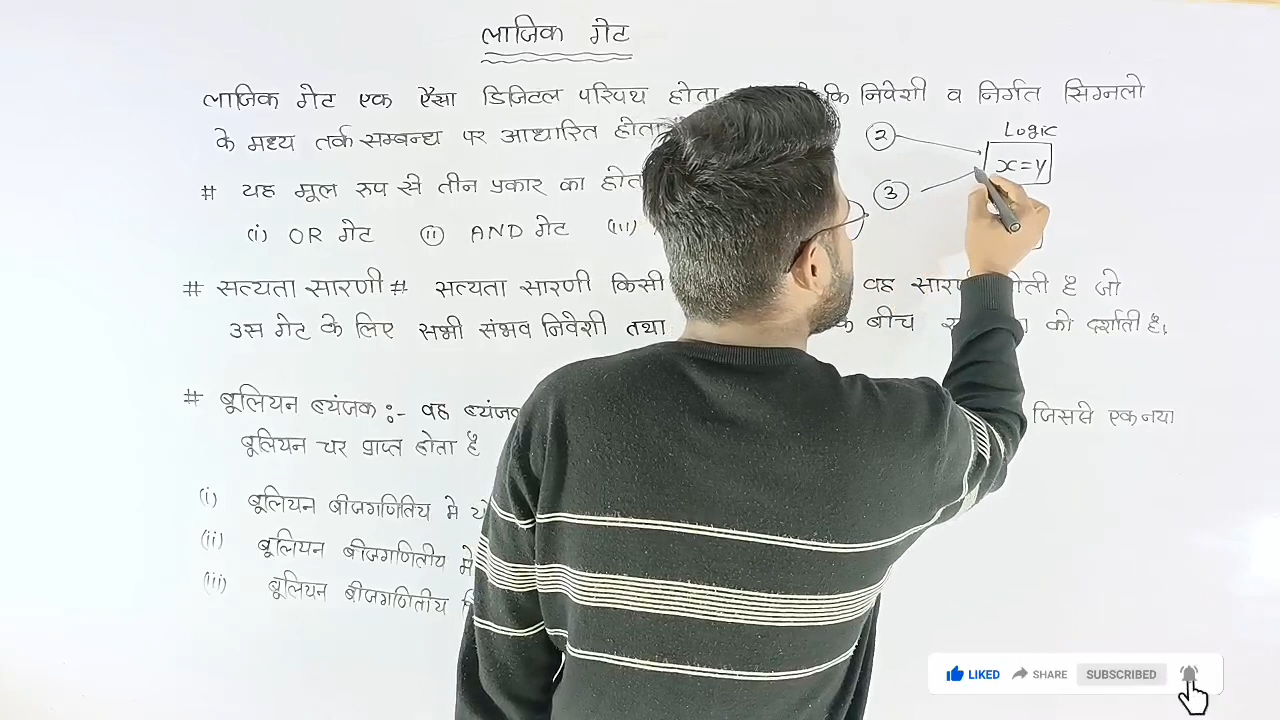 लाजिक गेट
लाजिक गेट एक ऐसा डिजिटल परिपथ होता कि निवेशी व निर्गत सिग्नलो
के मध्य तर्क सम्बन्ध पर आधारित होता
② Logic
x=y
③
# यह मूल रूप से तीन प्रकार का होता
(i) OR गेट (ii) AND गेट (iii)
# सत्यता सारणी # सत्यता सारणी किसी वह सारणी होती है जो
उस गेट के लिए सभी संभव निवेशी तथा के बीच को दर्शाती है,
# बूलियन ब्यंजक :- वह ब्यंजक जिससे एक नया
बूलियन चर प्राप्त होता है
(i) बूलियन बीजगणितिय मे
(ii) बूलियन बीजगणितीय मे
(iii) बूलियन बीजगणितीय
LIKED SHARE SUBSCRIBED